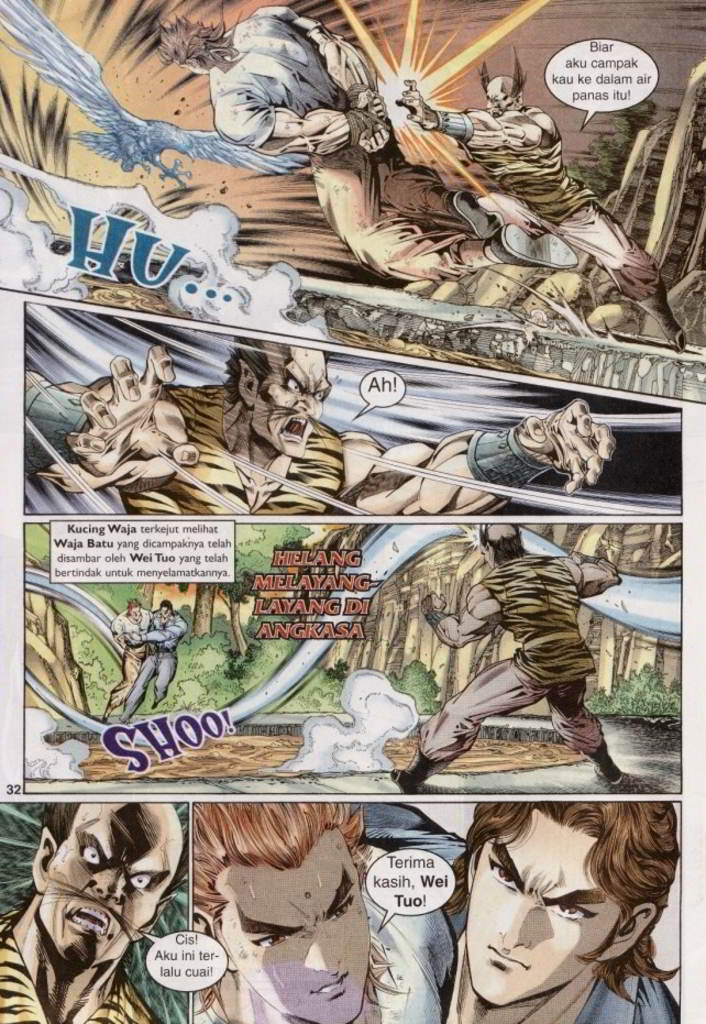 Biar
aku campak
kau ke dalam air
panas itu!
HU...
Ah!
Kucing Waja terkejut melihat
Waja Batu yang dicampaknya telah
disambar oleh Wei Tuo yang telah
bertindak untuk menyelamatkannya.
HELANG
MELAYANG-
LAYANG DI
ANGKASA
SHOO!
32
Cis!
Aku ini ter-
lalu cuai!
Terima
kasih, Wei
Tuo!